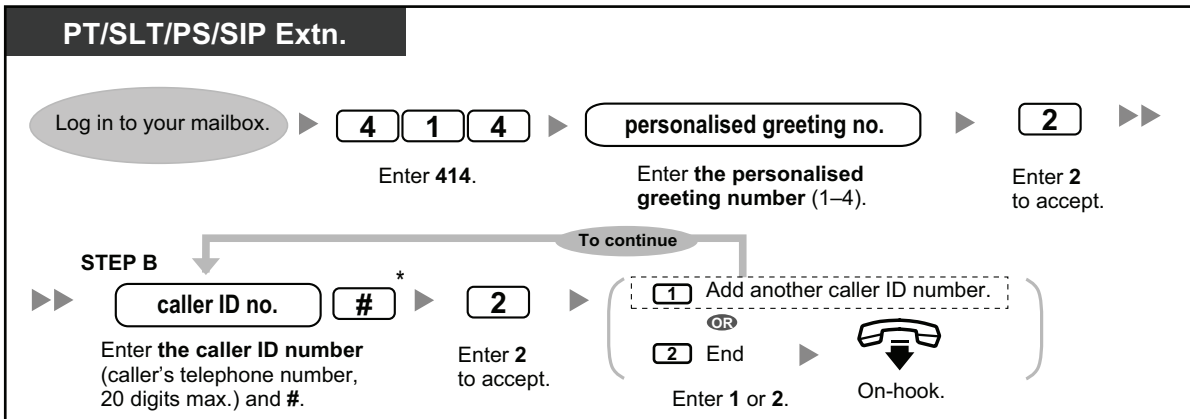 PT/SLT/PS/SIP Extn.
Log in to your mailbox.
4 1 4
personalised greeting no.
2
Enter 414.
Enter the personalised
greeting number (1–4).
Enter 2
to accept.
To continue
STEP B
caller ID no. # *
2
1 Add another caller ID number.
OR
2 End
Enter the caller ID number
(caller's telephone number,
20 digits max.) and #.
Enter 2
to accept.
Enter 1 or 2.
On-hook.